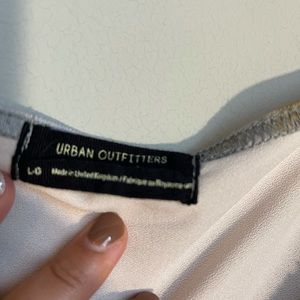 URBAN OUTFITTERS
L-G
Made in United Kingdom / Fabriqué au Royaume-uni